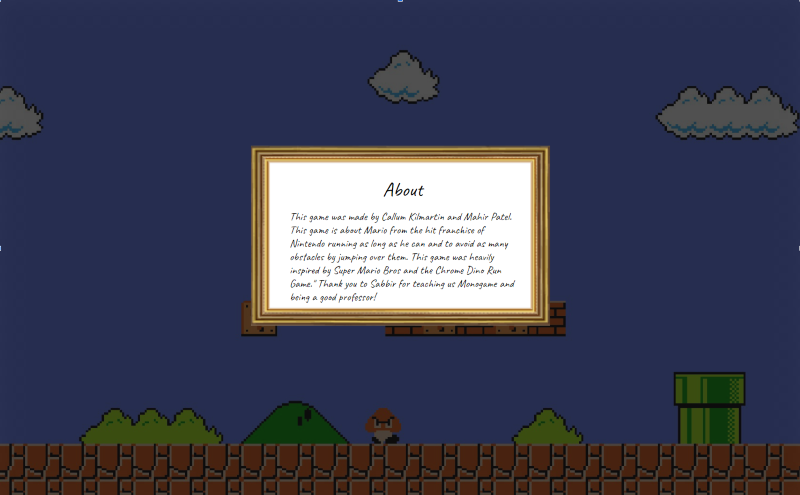 About
This game was made by Callum Kilmartin and Mahir Patel.
This game is about Mario from the hit franchise of
Nintendo running as long as he can and to avoid as many
obstacles by jumping over them. This game was heavily
inspired by Super Mario Bros and the Chrome Dino Run
Game." Thank you to Sabbir for teaching us Monogame and
being a good professor!